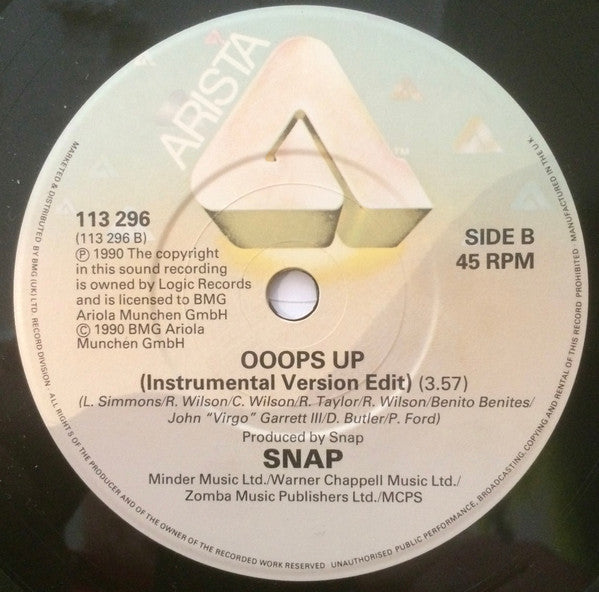 ARISTA
TM
113 296
(113 296 B)
℗ 1990 The copyright
in this sound recording
is owned by Logic Records
and is licensed to BMG
Ariola Munchen GmbH
© 1990 BMG Ariola
Munchen GmbH
SIDE B
45 RPM
OOOPS UP
(Instrumental Version Edit) (3.57)
(L. Simmons/R. Wilson/C. Wilson/R. Taylor/R. Wilson/Benito Benites/
John "Virgo" Garrett III/D. Butler/P. Ford)
Produced by Snap
SNAP
Minder Music Ltd./Warner Chappell Music Ltd./
Zomba Music Publishers Ltd./MCPS
MARKETED & DISTRIBUTED BY BMG (UK) LTD. RECORD DIVISION · ALL RIGHTS OF THE PRODUCER AND OF THE OWNER OF THE RECORDED WORK RESERVED UNAUTHORISED PUBLIC PERFORMANCE, BROADCASTING, COPYING AND RENTAL OF THIS RECORD PROHIBITED · MANUFACTURED IN THE U.K.